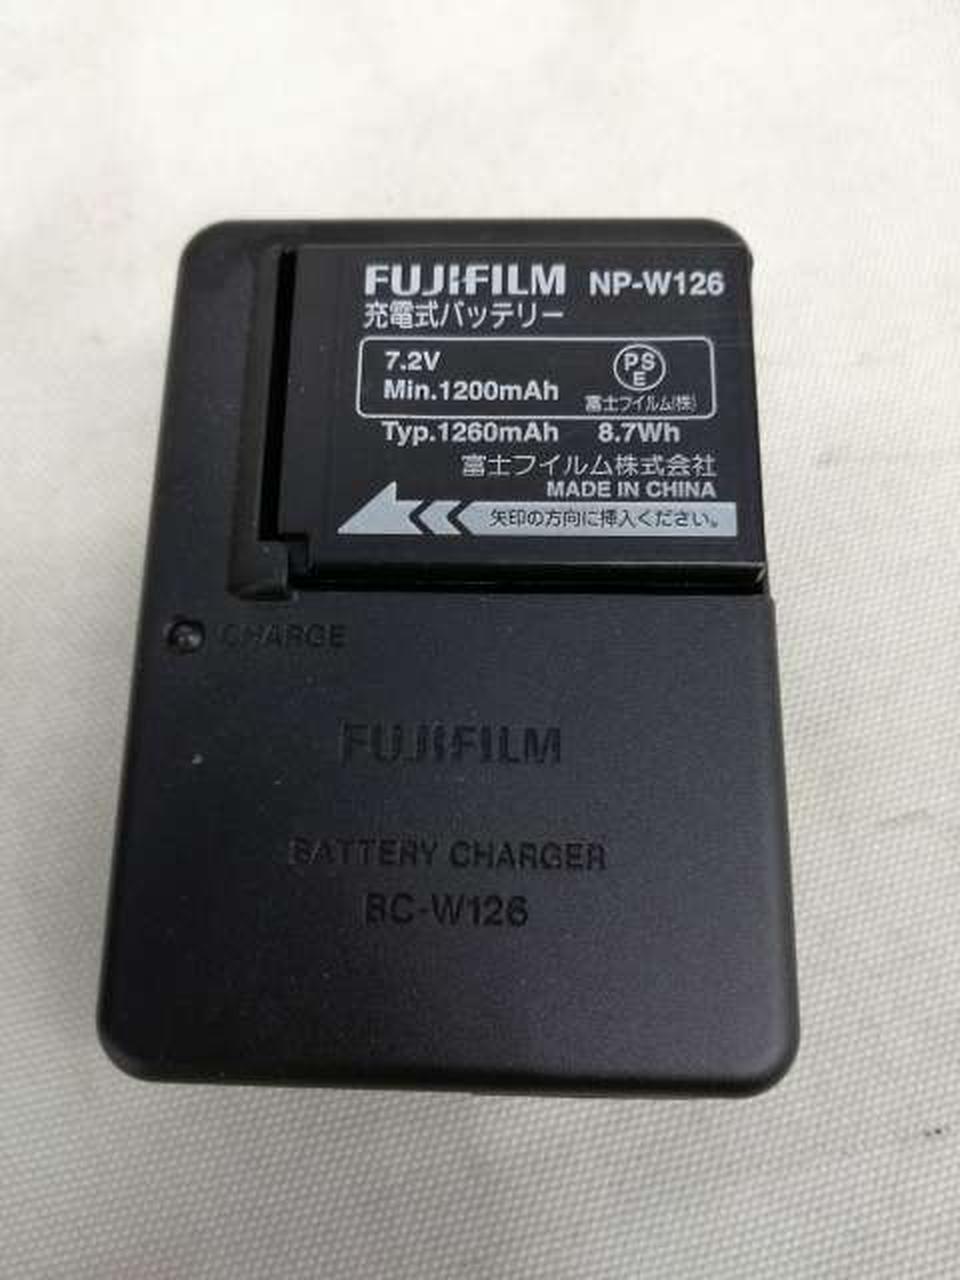 FUJIFILM NP-W126
充電式バッテリー
7.2V
Min.1200mAh
PS
E
富士フイルム(株)
Typ.1260mAh 8.7Wh
富士フイルム株式会社
MADE IN CHINA
矢印の方向に挿入ください。
CHARGE
FUJIFILM
BATTERY CHARGER
BC-W126